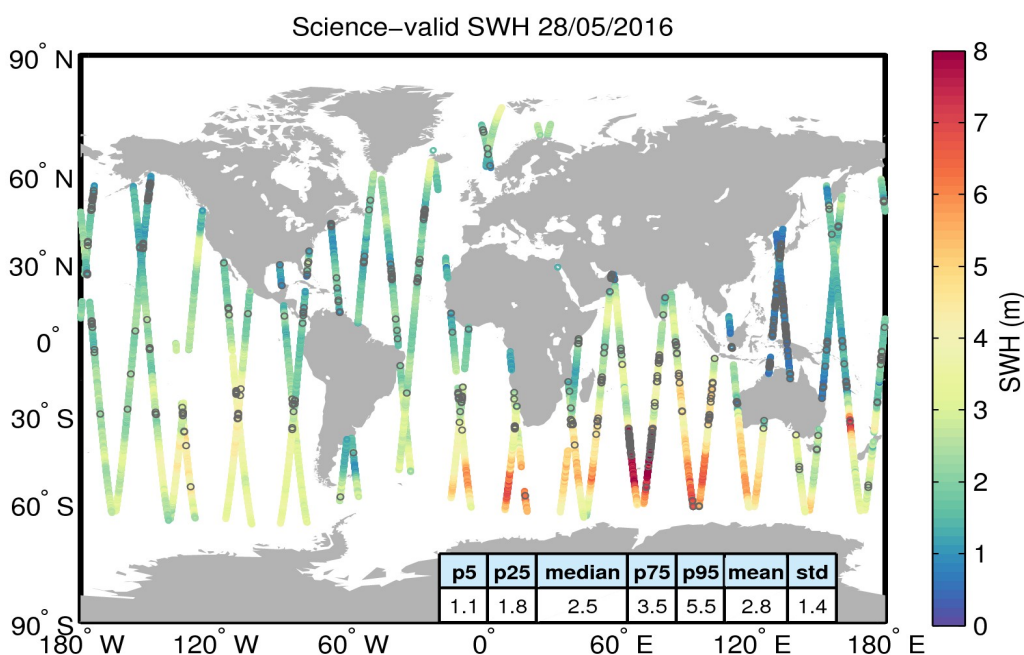 Science−valid SWH 28/05/2016
90° N
60° N
30° N
0°
30° S
60° S
90° S
180° W
120° W
60° W
0°
60° E
120° E
180° E
p5 p25 median p75 p95 mean std
1.1 1.8 2.5 3.5 5.5 2.8 1.4
8
7
6
5
4
3
2
1
0
SWH (m)